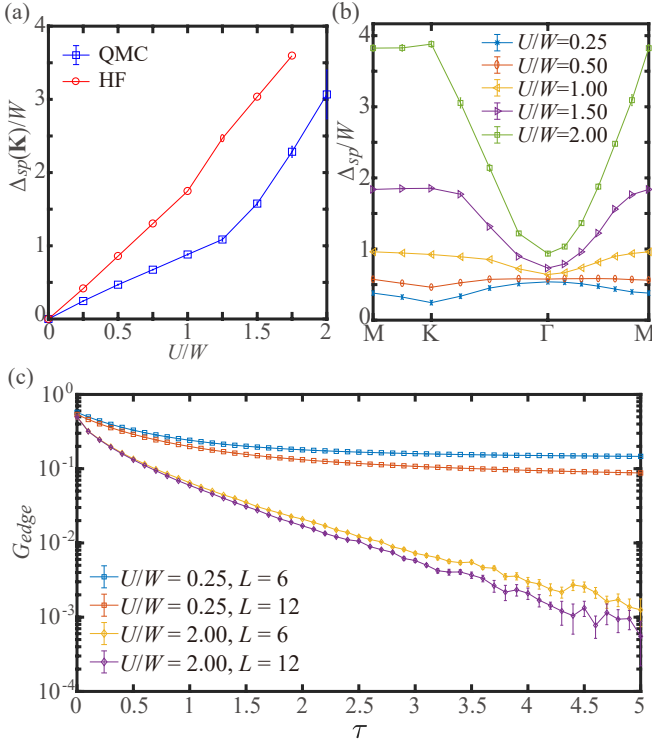 (a)
4
3
2
1
0
Δsp(K)/W
QMC
HF
0
0.5
1
1.5
2
U/W
(b)
4
3
2
1
0
Δsp/W
U/W=0.25
U/W=0.50
U/W=1.00
U/W=1.50
U/W=2.00
M
K
Γ
M
(c)
10^0
10^-1
10^-2
10^-3
10^-4
Gedge
U/W = 0.25, L = 6
U/W = 0.25, L = 12
U/W = 2.00, L = 6
U/W = 2.00, L = 12
0 0.5 1 1.5 2 2.5 3 3.5 4 4.5 5
τ